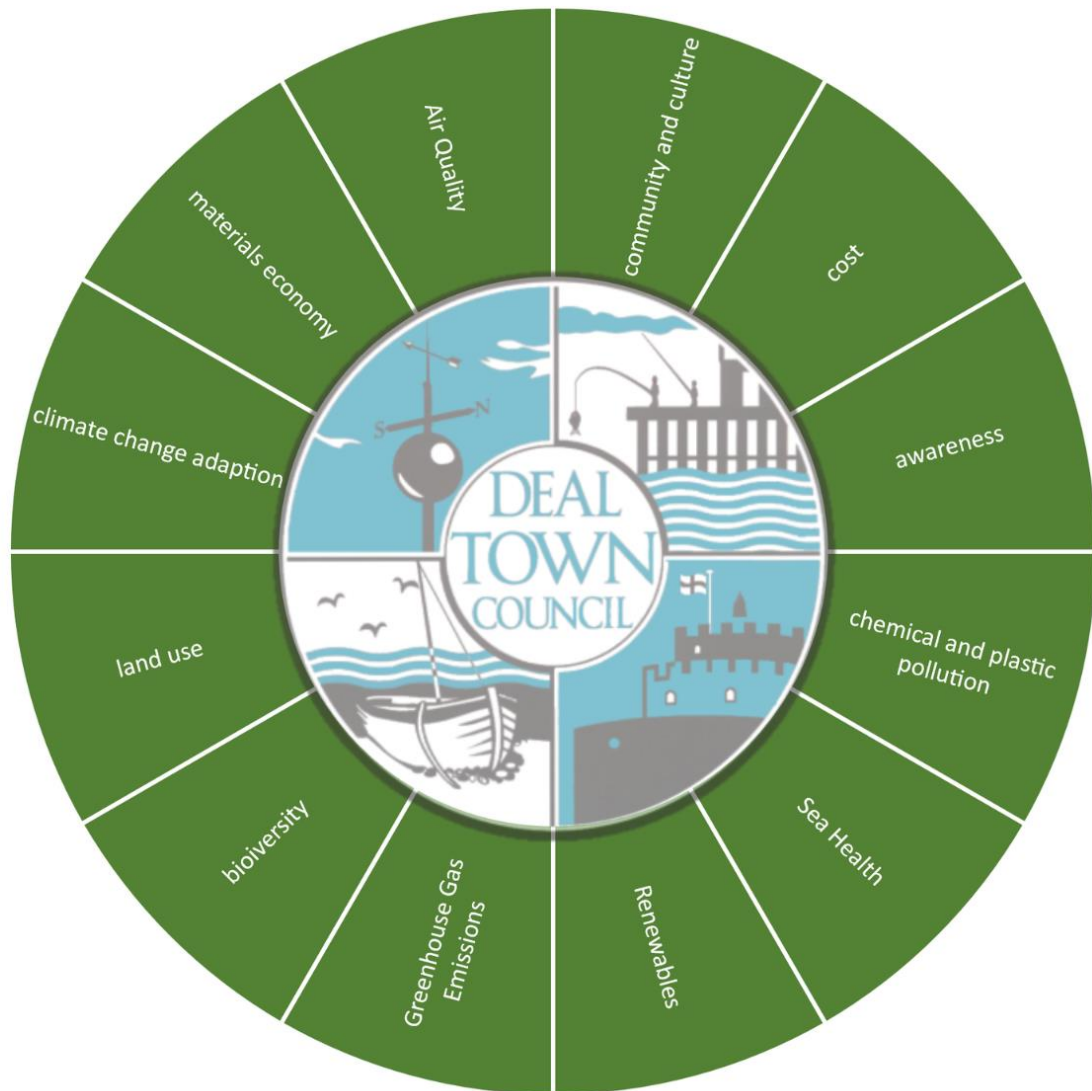 community and culture
cost
awareness
chemical and plastic
pollution
Sea Health
Renewables
Greenhouse Gas
Emissions
bioiversity
land use
climate change adaption
materials economy
Air Quality
S N
DEAL
TOWN
COUNCIL